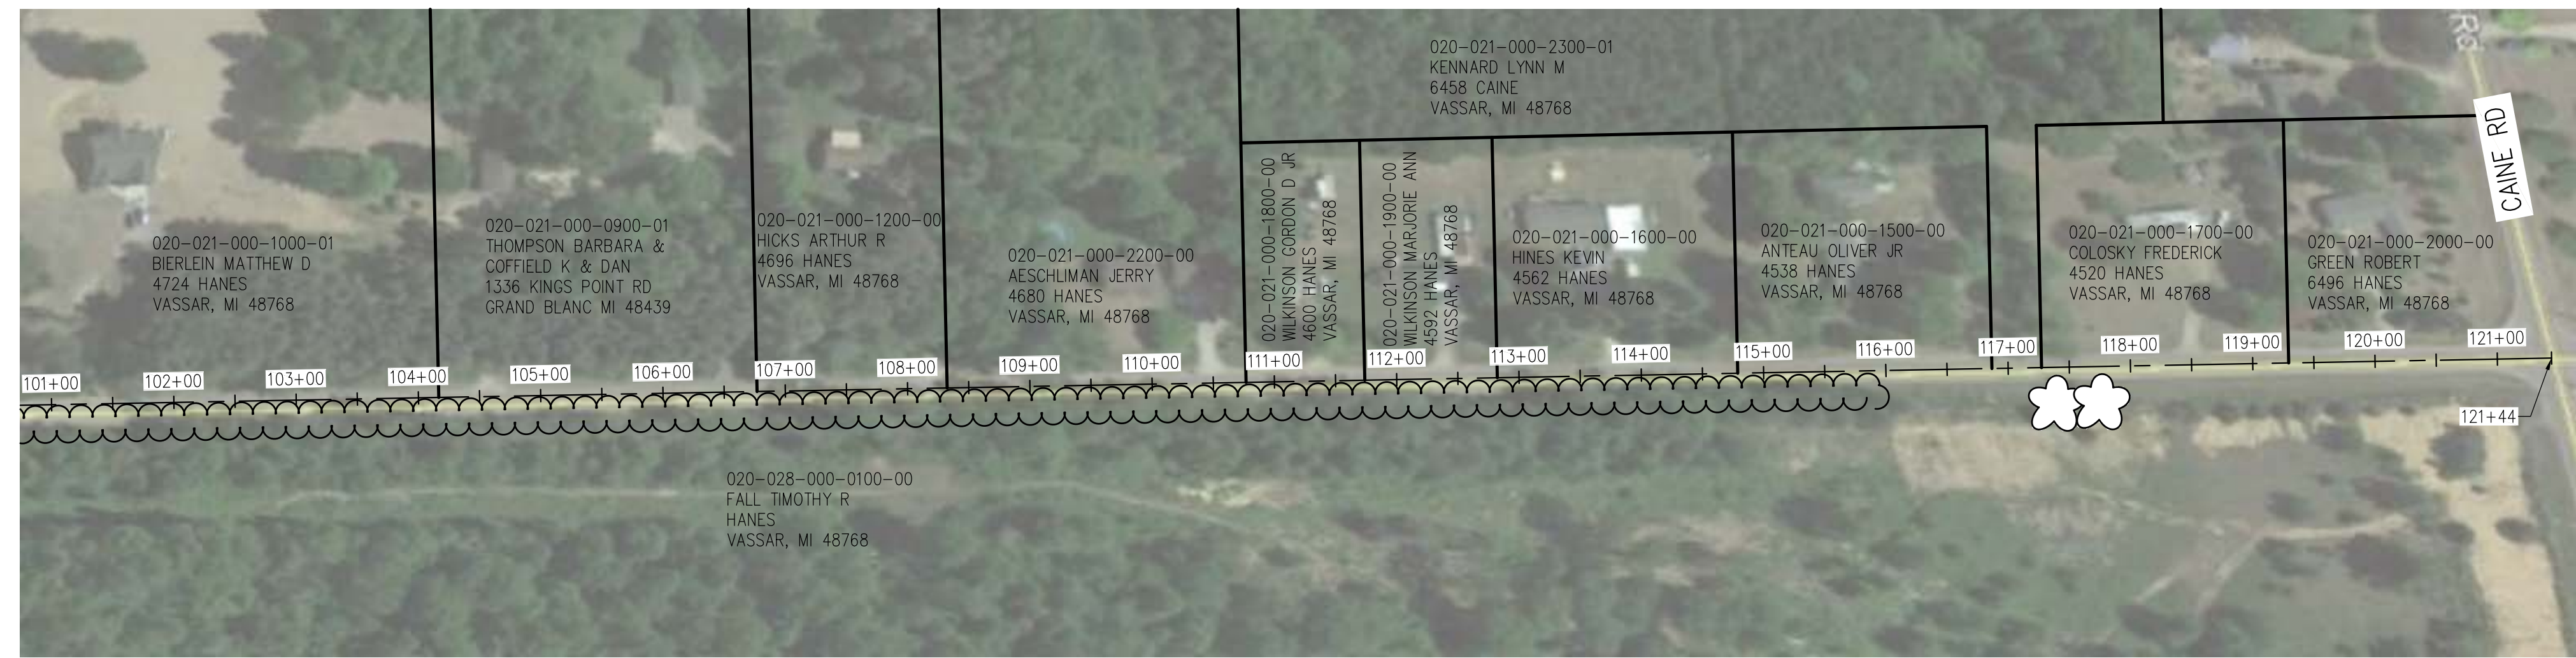 Rd
020-021-000-2300-01
KENNARD LYNN M
6458 CAINE
VASSAR, MI 48768
CAINE RD
020-021-000-1000-01
BIERLEIN MATTHEW D
4724 HANES
VASSAR, MI 48768
020-021-000-0900-01
THOMPSON BARBARA &
COFFIELD K & DAN
1336 KINGS POINT RD
GRAND BLANC MI 48439
020-021-000-1200-00
HICKS ARTHUR R
4696 HANES
VASSAR, MI 48768
020-021-000-2200-00
AESCHLIMAN JERRY
4680 HANES
VASSAR, MI 48768
020-021-000-1800-00
WILKINSON GORDON D JR
4600 HANES
VASSAR, MI 48768
020-021-000-1900-00
WILKINSON MARJORIE ANN
4592 HANES
VASSAR, MI 48768
020-021-000-1600-00
HINES KEVIN
4562 HANES
VASSAR, MI 48768
020-021-000-1500-00
ANTEAU OLIVER JR
4538 HANES
VASSAR, MI 48768
020-021-000-1700-00
COLOSKY FREDERICK
4520 HANES
VASSAR, MI 48768
020-021-000-2000-00
GREEN ROBERT
6496 HANES
VASSAR, MI 48768
101+00
102+00
103+00
104+00
105+00
106+00
107+00
108+00
109+00
110+00
111+00
112+00
113+00
114+00
115+00
116+00
117+00
118+00
119+00
120+00
121+00
121+44
020-028-000-0100-00
FALL TIMOTHY R
HANES
VASSAR, MI 48768